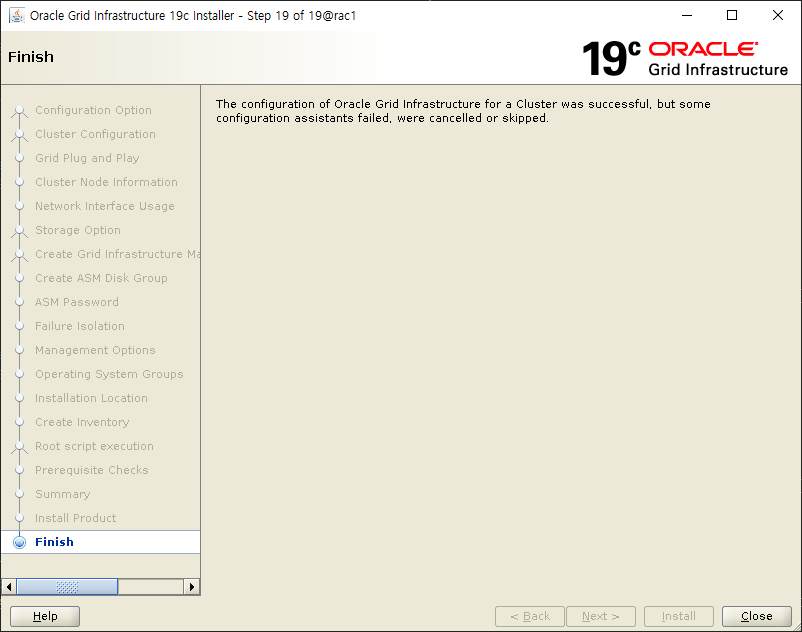 Oracle Grid Infrastructure 19c Installer - Step 19 of 19@rac1
Finish
19c ORACLE
Grid Infrastructure
Configuration Option
Cluster Configuration
Grid Plug and Play
Cluster Node Information
Network Interface Usage
Storage Option
Create Grid Infrastructure Ma
Create ASM Disk Group
ASM Password
Failure Isolation
Management Options
Operating System Groups
Installation Location
Create Inventory
Root script execution
Prerequisite Checks
Summary
Install Product
Finish
The configuration of Oracle Grid Infrastructure for a Cluster was successful, but some
configuration assistants failed, were cancelled or skipped.
Help
< Back
Next >
Install
Close